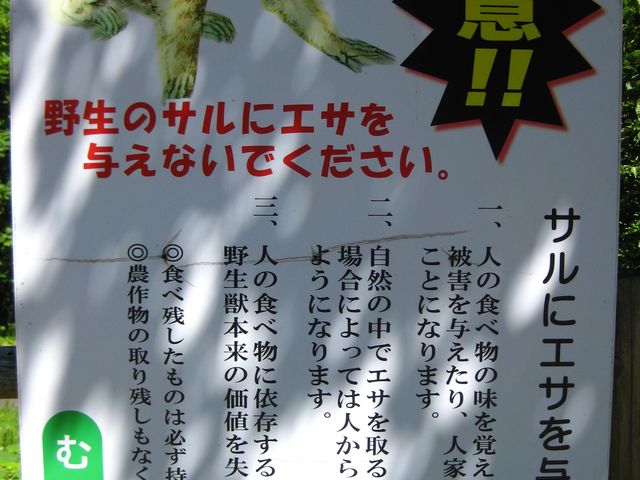 意!!
野生のサルにエサを
与えないでください。
サルにエサを与
一、人の食べ物の味を覚え
被害を与えたり、人家
ことになります。
二、自然の中でエサを取る
場合によっては人から
ようになります。
三、人の食べ物に依存する
野生獣本来の価値を失
◎食べ残したものは必ず持
◎農作物の取り残しもなく
む